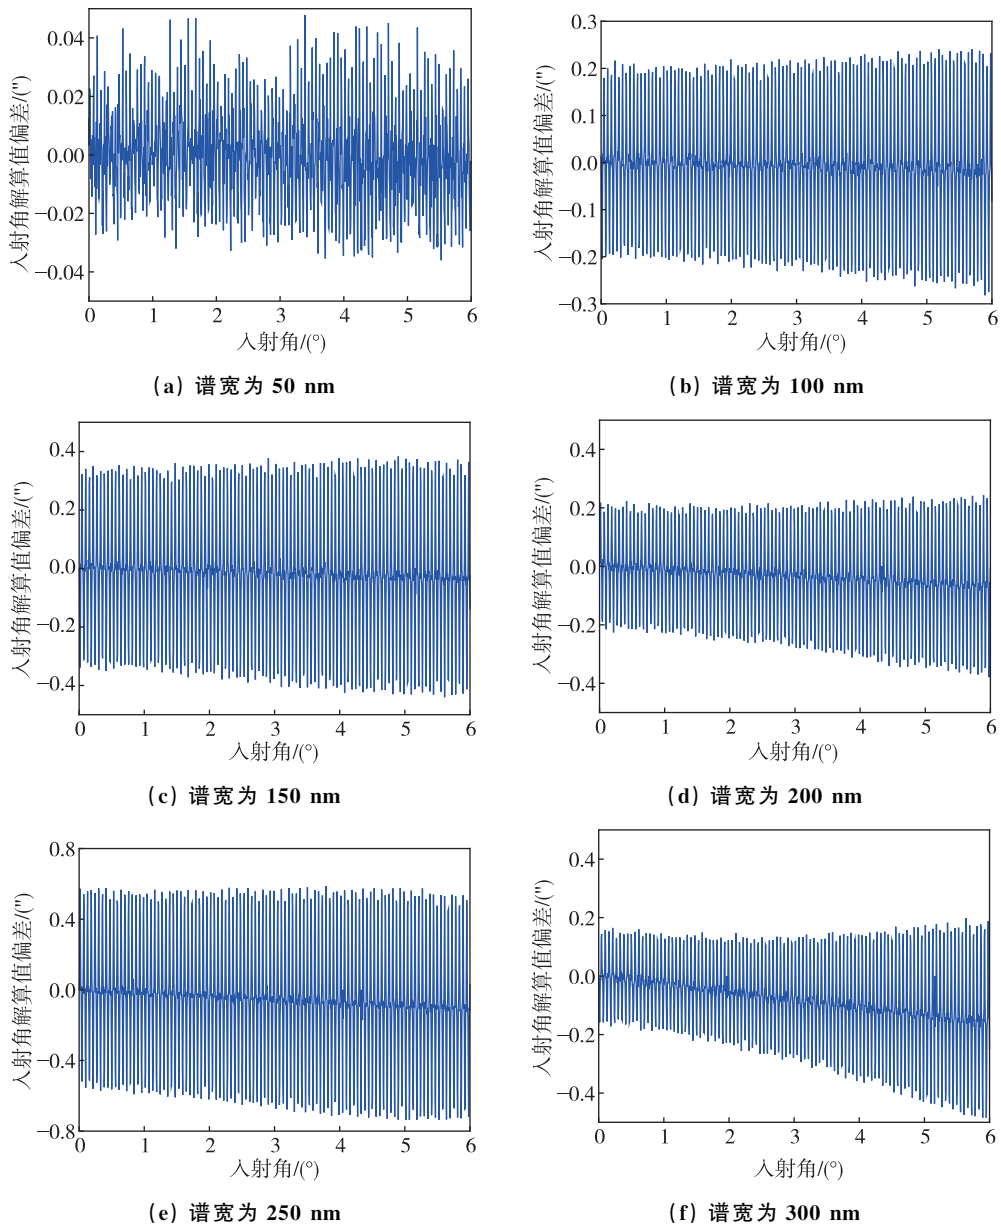 0.04
0.02
0.00
−0.02
−0.04
入射角解算值偏差/(″)
0 1 2 3 4 5 6
入射角/(°)
(a) 谱宽为 50 nm
0.3
0.2
0.1
0.0
−0.1
−0.2
−0.3
入射角解算值偏差/(″)
0 1 2 3 4 5 6
入射角/(°)
(b) 谱宽为 100 nm
0.4
0.2
0.0
−0.2
−0.4
入射角解算值偏差/(″)
0 1 2 3 4 5 6
入射角/(°)
(c) 谱宽为 150 nm
0.4
0.2
0.0
−0.2
−0.4
入射角解算值偏差/(″)
0 1 2 3 4 5 6
入射角/(°)
(d) 谱宽为 200 nm
0.8
0.4
0.0
−0.4
−0.8
入射角解算值偏差/(″)
0 1 2 3 4 5 6
入射角/(°)
(e) 谱宽为 250 nm
0.4
0.2
0.0
−0.2
−0.4
入射角解算值偏差/(″)
0 1 2 3 4 5 6
入射角/(°)
(f) 谱宽为 300 nm